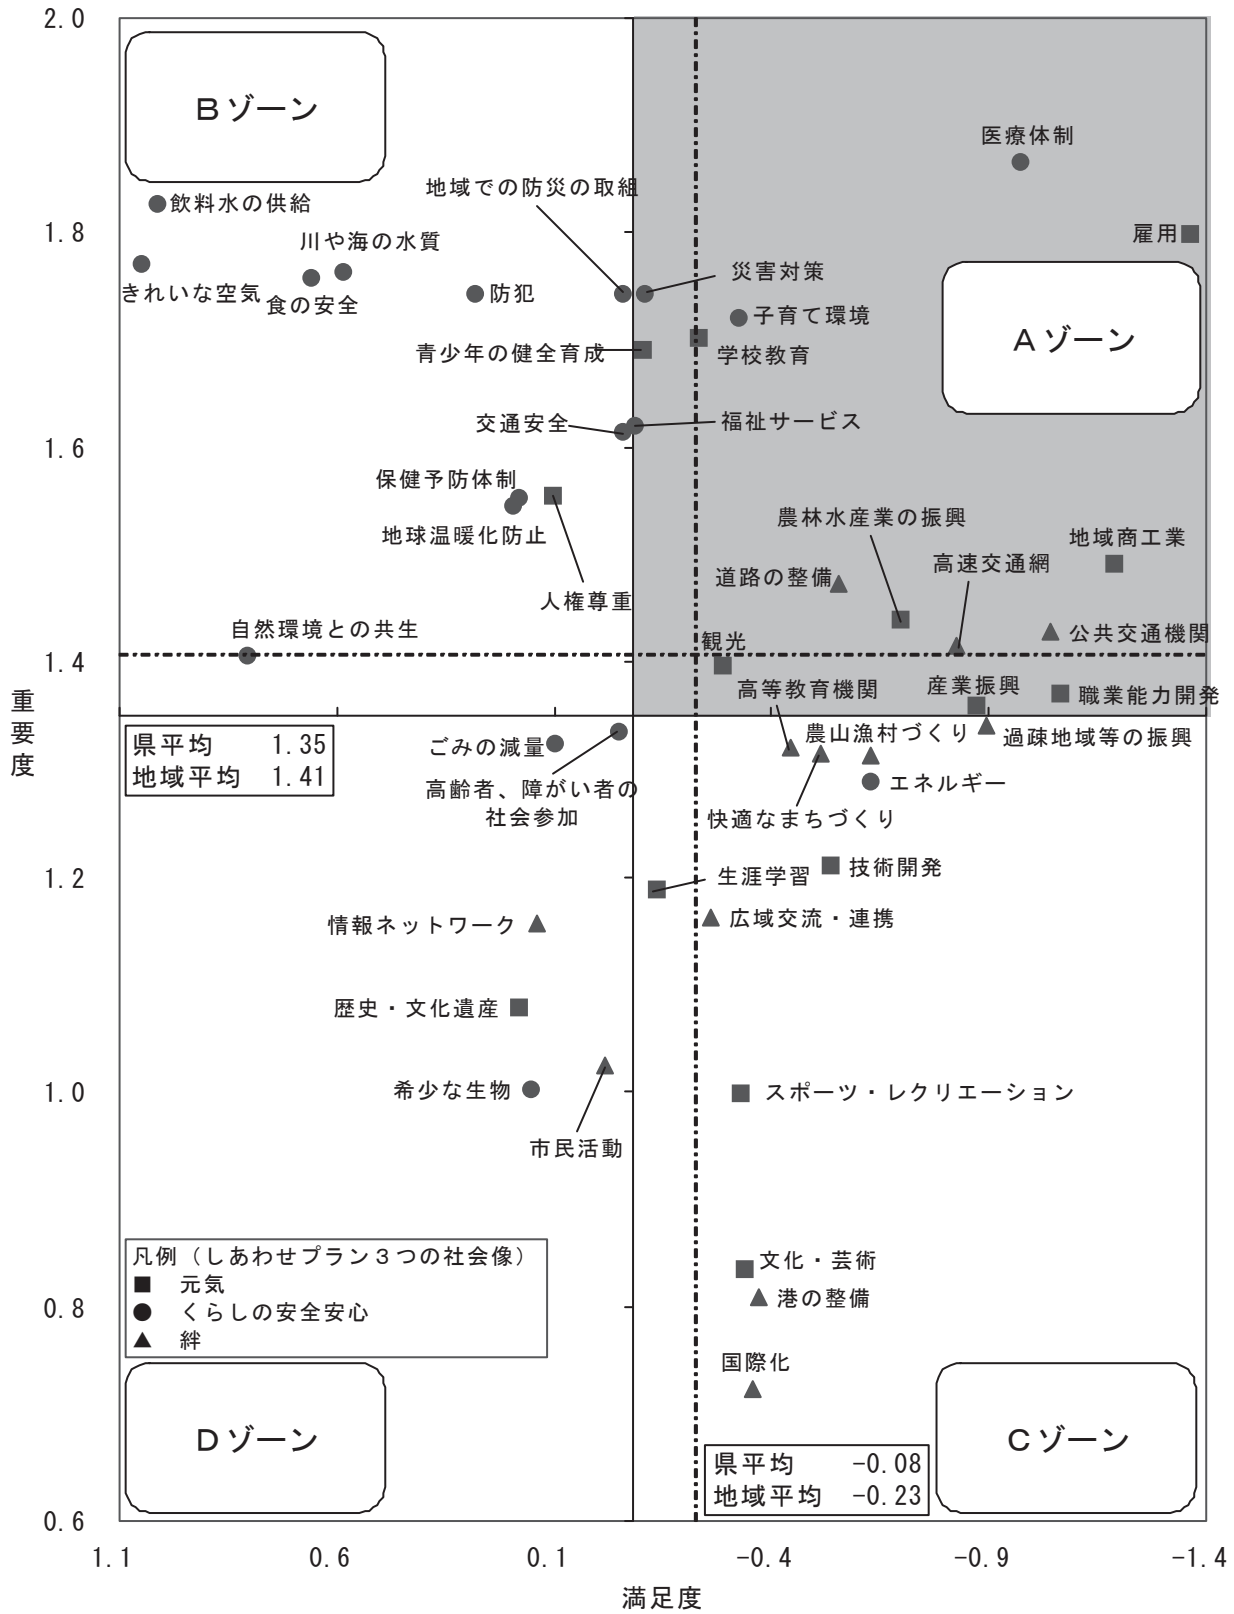 2.0
Bゾーン
医療体制
地域での防災の取組
飲料水の供給
1.8
川や海の水質
雇用
きれいな空気
食の安全
防犯
災害対策
子育て環境
Aゾーン
青少年の健全育成
学校教育
交通安全
福祉サービス
1.6
保健予防体制
地球温暖化防止
農林水産業の振興
地域商工業
高速交通網
道路の整備
人権尊重
自然環境との共生
公共交通機関
観光
1.4
高等教育機関
産業振興
職業能力開発
重要度
県平均 1.35
地域平均 1.41
ごみの減量
農山漁村づくり
過疎地域等の振興
高齢者、障がい者の
社会参加
エネルギー
快適なまちづくり
1.2
生涯学習
技術開発
情報ネットワーク
広域交流・連携
歴史・文化遺産
1.0
希少な生物
スポーツ・レクリエーション
市民活動
凡例（しあわせプラン３つの社会像）
■ 元気
● くらしの安全安心
▲ 絆
文化・芸術
港の整備
0.8
国際化
Dゾーン
Cゾーン
県平均 -0.08
地域平均 -0.23
0.6
1.1 0.6 0.1 -0.4 -0.9 -1.4
満足度